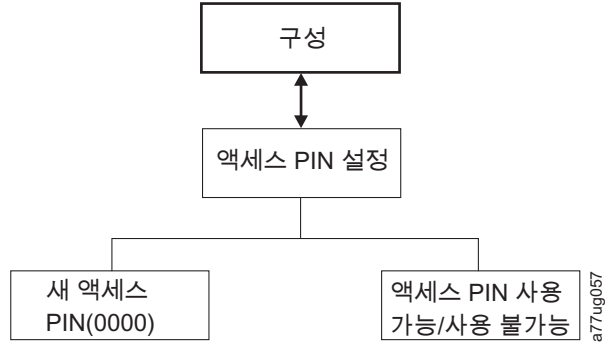 구성
액세스 PIN 설정
새 액세스
PIN(0000)
액세스 PIN 사용
가능/사용 불가능
a77ug057